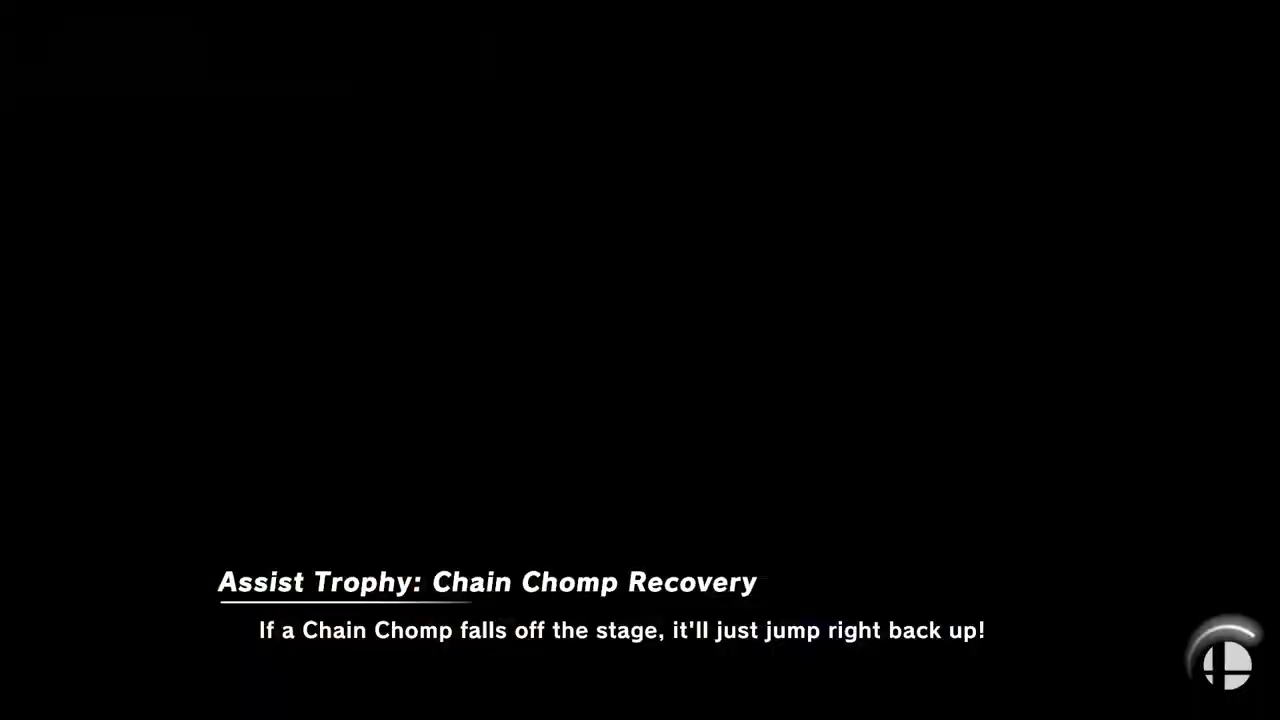 Assist Trophy: Chain Chomp Recovery
If a Chain Chomp falls off the stage, it'll just jump right back up!